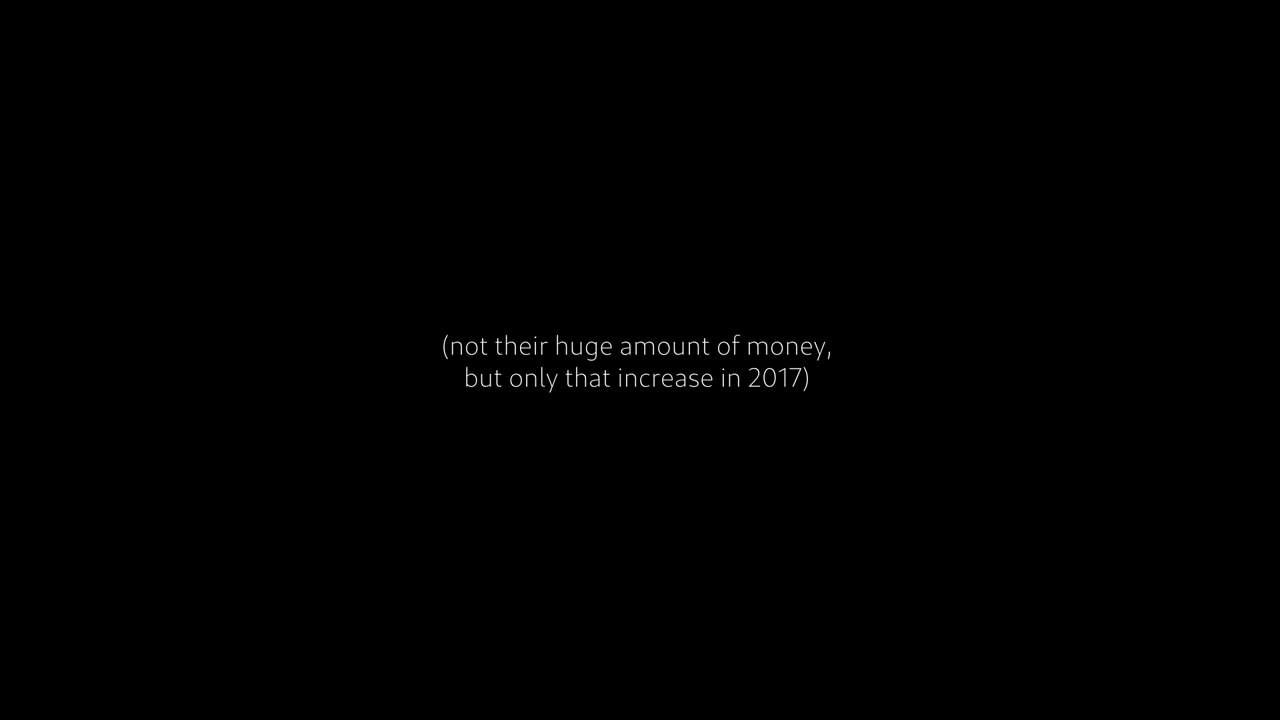 (not their huge amount of money,
but only that increase in 2017)